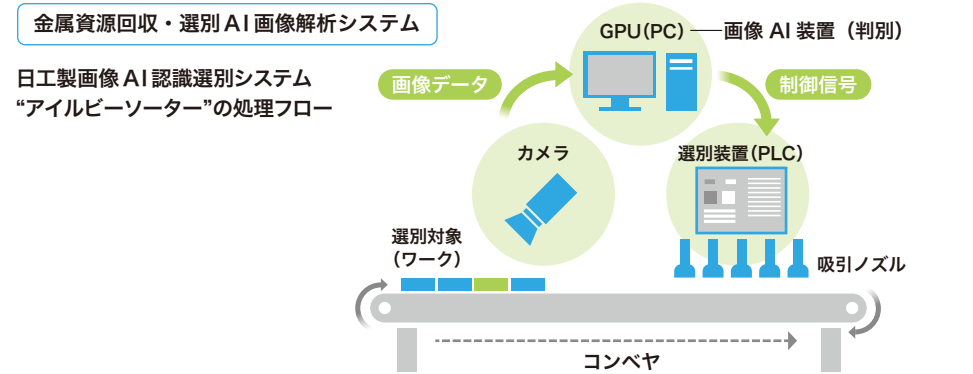 金属資源回収・選別AI画像解析システム
日工製画像AI認識選別システム
“アイルビーソーター”の処理フロー
GPU(PC)
画像 AI 装置（判別）
画像データ
制御信号
カメラ
選別装置(PLC)
選別対象
（ワーク）
吸引ノズル
コンベヤ